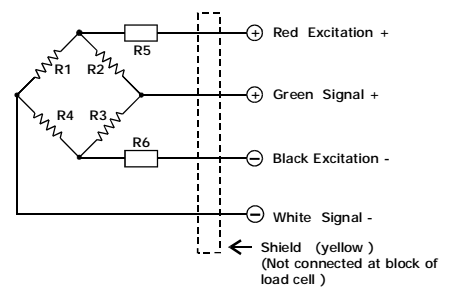 Red Excitation +
R5
R1
R2
Green Signal +
R4
R3
R6
Black Excitation -
White Signal -
Shield (yellow )
(Not connected at block of
load cell )